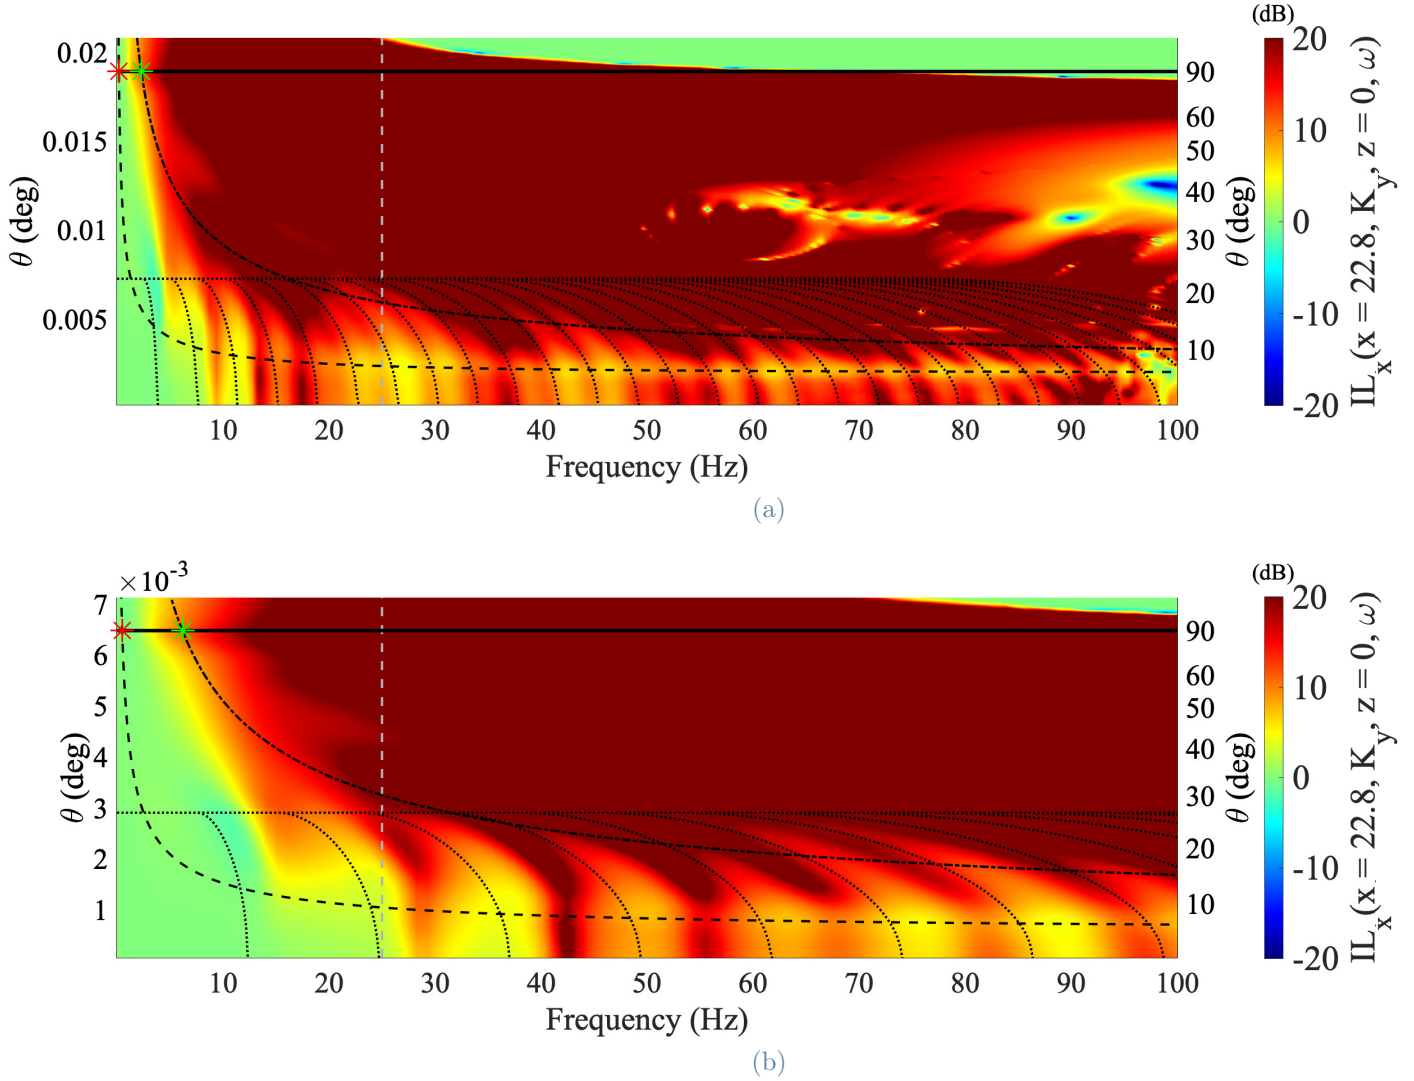 (a)
(dB)
0.02
0.015
0.01
0.005
θ (deg)
90
60
50
40
30
20
10
θ (deg)
20
10
0
-10
-20
IL_x(x = 22.8, K_y, z = 0, ω)
10 20 30 40 50 60 70 80 90 100
Frequency (Hz)
(a)
×10^-3
(dB)
7
6
5
4
3
2
1
θ (deg)
90
60
50
40
30
20
10
θ (deg)
20
10
0
-10
-20
IL_x(x = 22.8, K_y, z = 0, ω)
10 20 30 40 50 60 70 80 90 100
Frequency (Hz)
(b)